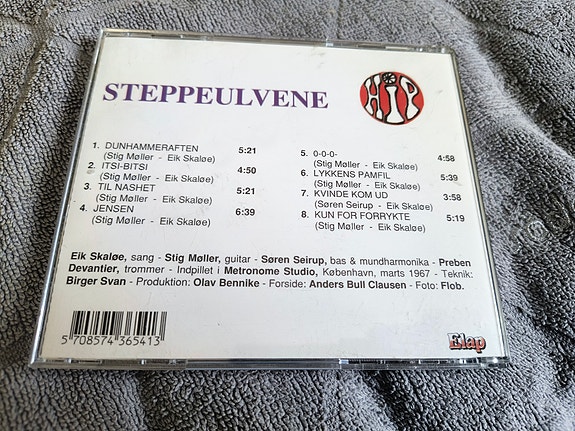 STEPPEULVENE
HIP
1. DUNHAMMERAFTEN 5:21
(Stig Møller - Eik Skaløe)
2. ITSI-BITSI 4:50
(Stig Møller - Eik Skaløe)
3. TIL NASHET 5:21
(Stig Møller - Eik Skaløe)
4. JENSEN 6:39
(Stig Møller - Eik Skaløe)
5. O-O-O-
(Stig Møller - Eik Skaløe) 4:58
6. LYKKENS PAMFIL
(Stig Møller - Eik Skaløe) 5:39
7. KVINDE KOM UD
(Søren Seirup - Eik Skaløe) 3:58
8. KUN FOR FORRYKTE
(Stig Møller - Eik Skaløe) 5:19
Eik Skaløe, sang - Stig Møller, guitar - Søren Seirup, bas & mundharmonika - Preben
Devantier, trommer - Indpillet i Metronome Studio, København, marts 1967 - Teknik:
Birger Svan - Produktion: Olav Bennike - Forside: Anders Bull Clausen - Foto: Flob.
5 708574 365413
Elap